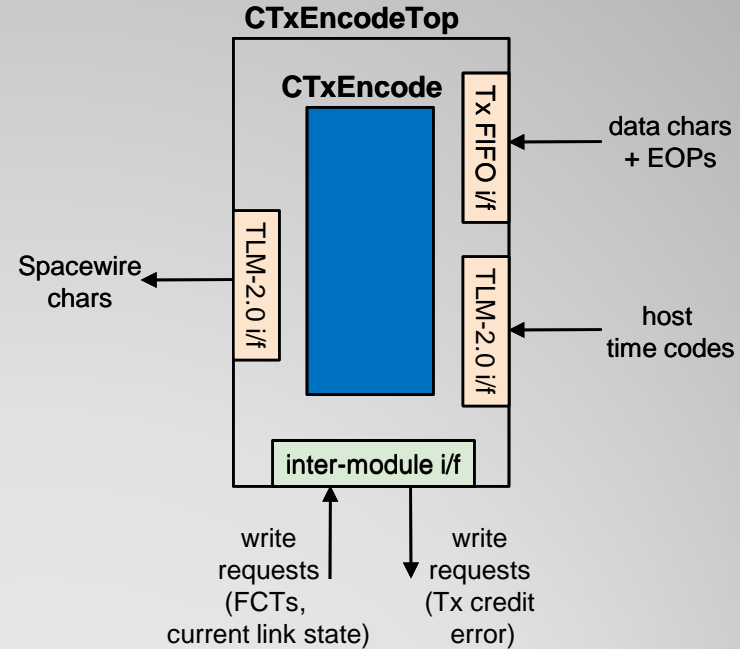 CTxEncodeTop
CTxEncode
Tx FIFO i/f
data chars
+ EOPs
TLM-2.0 i/f
Spacewire
chars
TLM-2.0 i/f
host
time codes
inter-module i/f
write
requests
(FCTs,
current link state)
write
requests
(Tx credit
error)